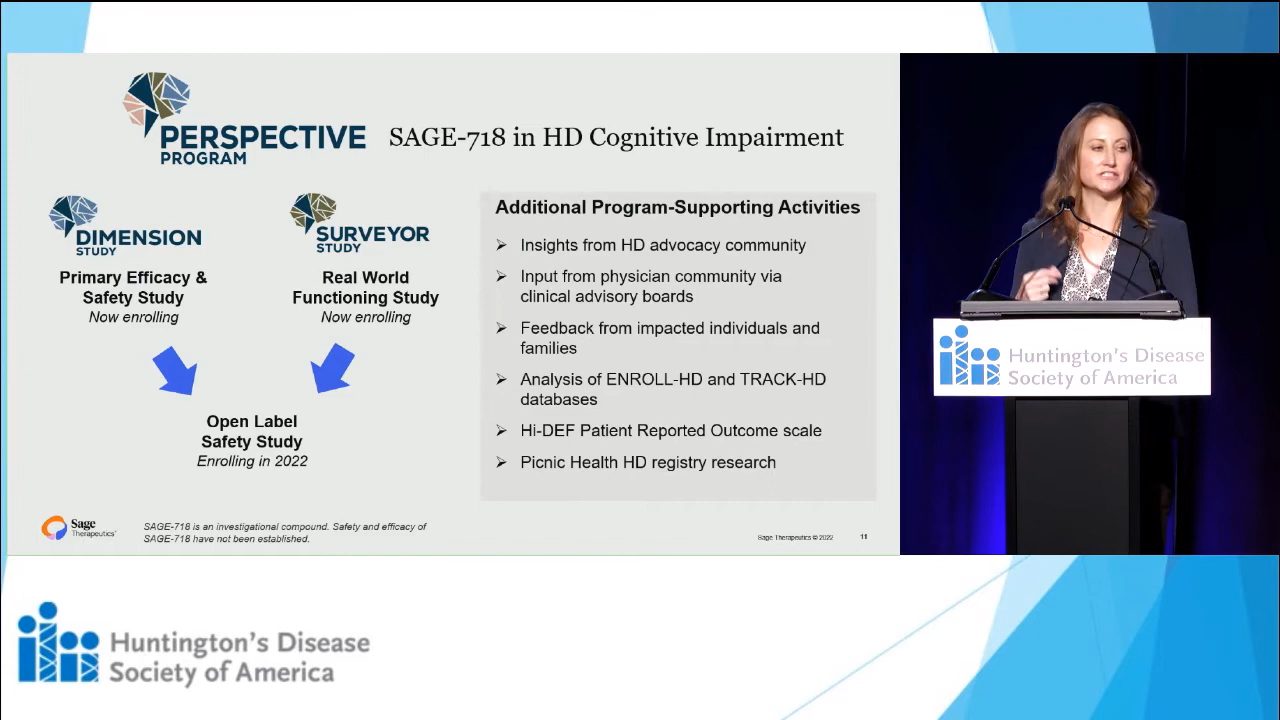 PERSPECTIVE
PROGRAM
SAGE-718 in HD Cognitive Impairment
DIMENSION
STUDY
Primary Efficacy &
Safety Study
Now enrolling
SURVEYOR
STUDY
Real World
Functioning Study
Now enrolling
Open Label
Safety Study
Enrolling in 2022
Additional Program-Supporting Activities
Insights from HD advocacy community
Input from physician community via
clinical advisory boards
Feedback from impacted individuals and
families
Analysis of ENROLL-HD and TRACK-HD
databases
Hi-DEF Patient Reported Outcome scale
Picnic Health HD registry research
Sage
Therapeutics™
SAGE-718 is an investigational compound. Safety and efficacy of
SAGE-718 have not been established.
Sage Therapeutics © 2022
11
Huntington's Disease
Society of America
Huntington's Disease
Society of America